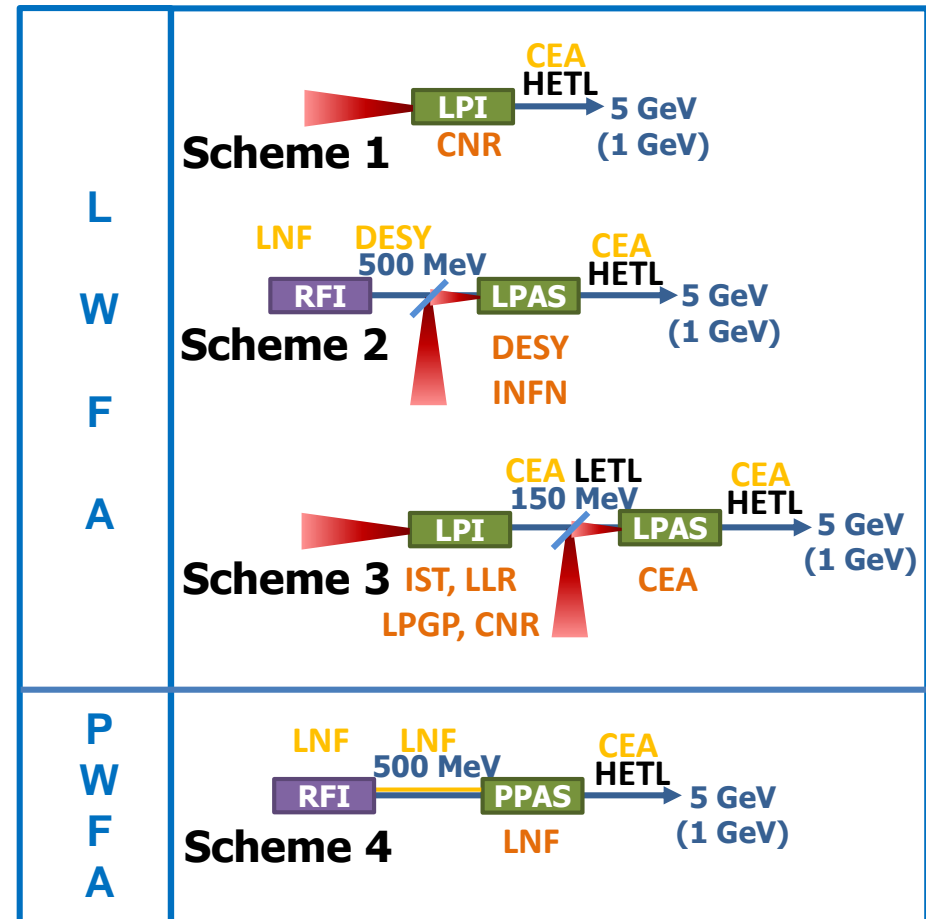 L
W
F
A
CEA
HETL
LPI
5 GeV
(1 GeV)
CNR
Scheme 1
LNF DESY
500 MeV
CEA
HETL
RFI
LPAS
5 GeV
(1 GeV)
Scheme 2
DESY
INFN
CEA LETL
150 MeV
CEA
HETL
LPI
LPAS
5 GeV
(1 GeV)
Scheme 3
IST, LLR
LPGP, CNR
CEA
P
W
F
A
LNF LNF
500 MeV
CEA
HETL
RFI
PPAS
5 GeV
(1 GeV)
Scheme 4
LNF